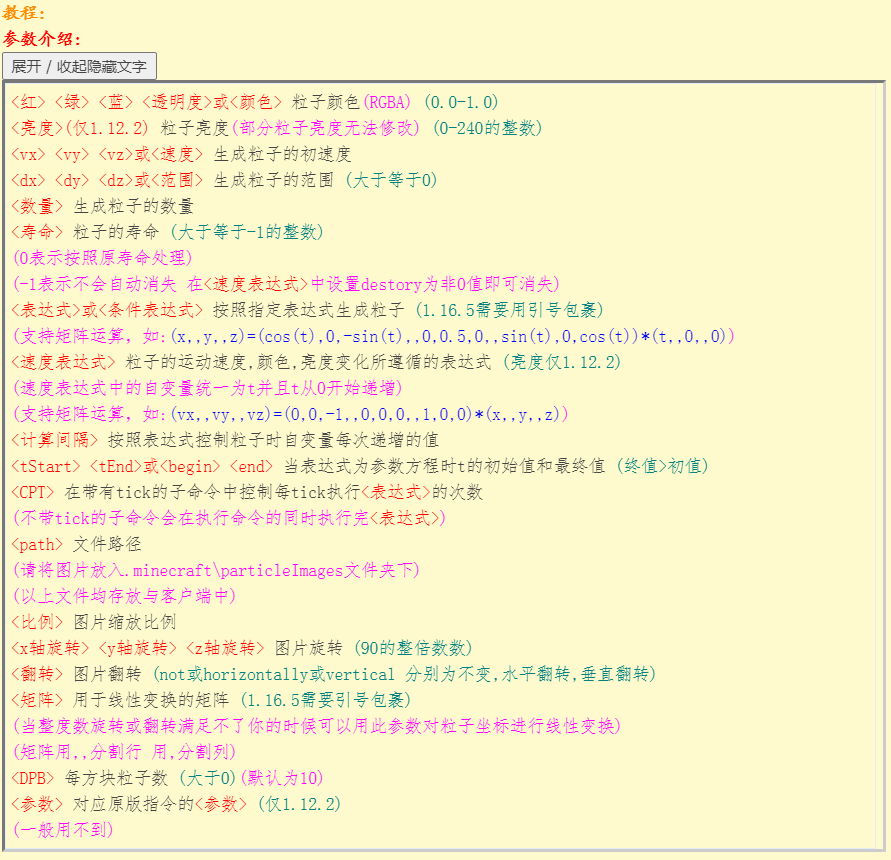 教程:
参数介绍:
展开 / 收起隐藏文字
<红> <绿> <蓝> <透明度>或<颜色> 粒子颜色(RGBA) (0.0-1.0)
<亮度>(仅1.12.2) 粒子亮度(部分粒子亮度无法修改) (0-240的整数)
<vx> <vy> <vz>或<速度> 生成粒子的初速度
<dx> <dy> <dz>或<范围> 生成粒子的范围 (大于等于0)
<数量> 生成粒子的数量
<寿命> 粒子的寿命 (大于等于-1的整数)
(0表示按照原寿命处理)
(-1表示不会自动消失 在<速度表达式>中设置destory为非0值即可消失)
<表达式>或<条件表达式> 按照指定表达式生成粒子 (1.16.5需要用引号包裹)
(支持矩阵运算，如:(x,,y,,z)=(cos(t),0,-sin(t),,0,0.5,0,,sin(t),0,cos(t))*(t,,0,,0))
<速度表达式> 粒子的运动速度,颜色,亮度变化所遵循的表达式 (亮度仅1.12.2)
(速度表达式中的自变量统一为t并且t从0开始递增)
(支持矩阵运算，如:(vx,,vy,,vz)=(0,0,-1,,0,0,0,,1,0,0)*(x,,y,,z))
<计算间隔> 按照表达式控制粒子时自变量每次递增的值
<tStart> <tEnd>或<begin> <end> 当表达式为参数方程时t的初始值和最终值 (终值>初值)
<CPT> 在带有tick的子命令中控制每tick执行<表达式>的次数
(不带tick的子命令会在执行命令的同时执行完<表达式>)
<path> 文件路径
(请将图片放入.minecraft\particleImages文件夹下)
(以上文件均存放与客户端中)
<比例> 图片缩放比例
<x轴旋转> <y轴旋转> <z轴旋转> 图片旋转 (90的整倍数数)
<翻转> 图片翻转 (not或horizontally或vertical 分别为不变,水平翻转,垂直翻转)
<矩阵> 用于线性变换的矩阵 (1.16.5需要引号包裹)
(当整度数旋转或翻转满足不了你的时候可以用此参数对粒子坐标进行线性变换)
(矩阵用,,分割行 用,分割列)
<DPB> 每方块粒子数 (大于0)(默认为10)
<参数> 对应原版指令的<参数> (仅1.12.2)
(一般用不到)